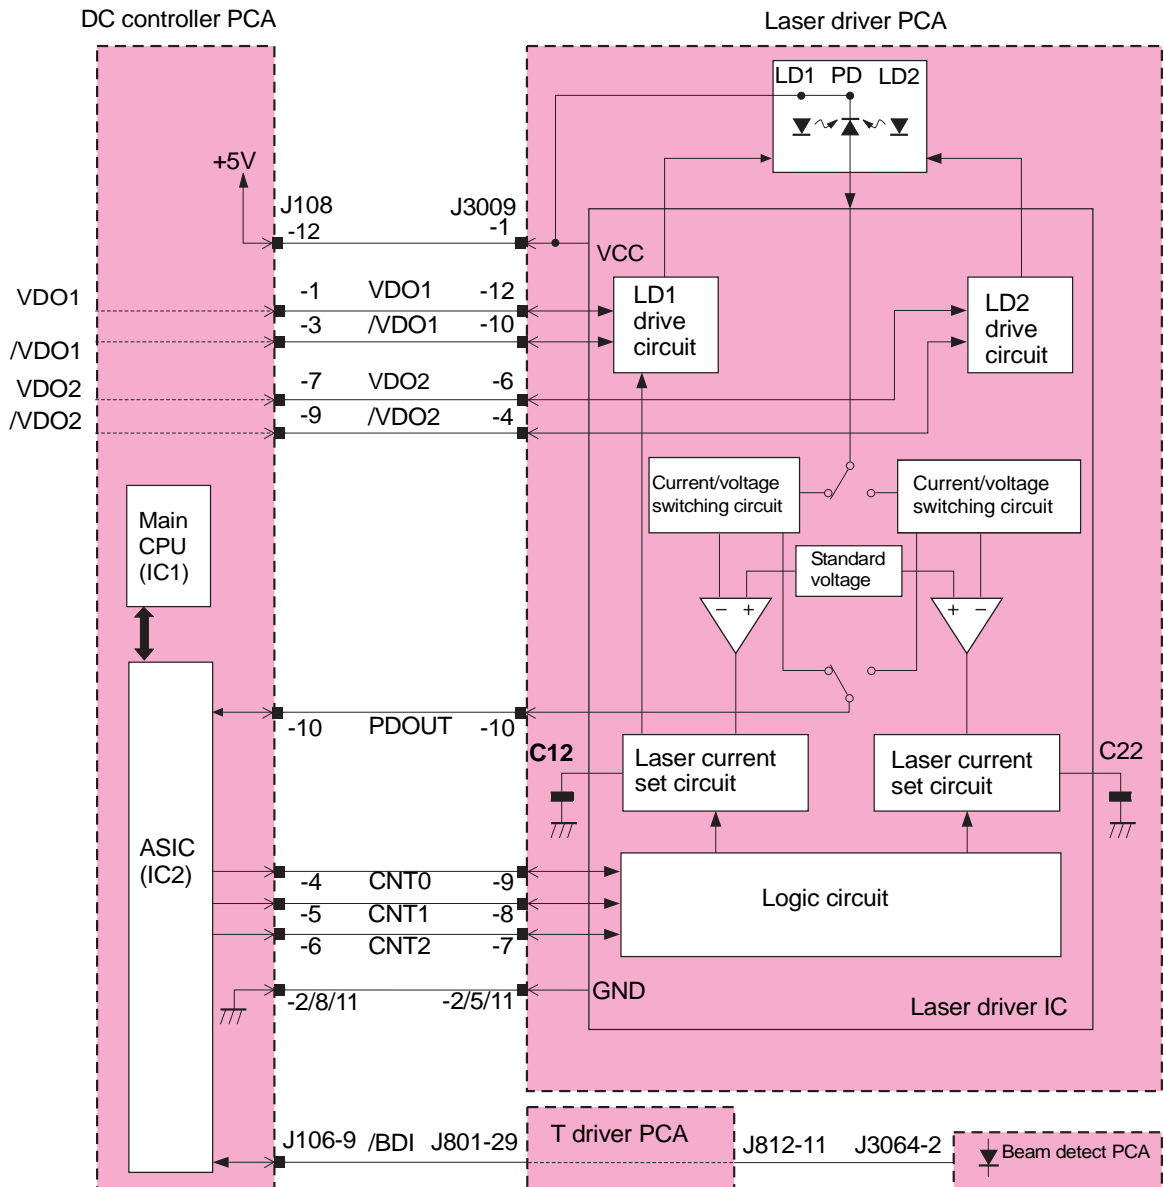 DC controller PCA
Laser driver PCA
LD1 PD LD2
+5V
J108
J3009
-12
-1
VCC
VDO1
-1 VDO1 -12
LD1
drive
circuit
LD2
drive
circuit
/VDO1
-3 /VDO1 -10
VDO2
-7 VDO2 -6
/VDO2
-9 /VDO2 -4
Current/voltage
switching circuit
Current/voltage
switching circuit
Main
CPU
(IC1)
Standard
voltage
− +
+ −
-10 PDOUT -10
C12
Laser current
set circuit
Laser current
set circuit
C22
ASIC
(IC2)
-4 CNT0 -9
-5 CNT1 -8
-6 CNT2 -7
Logic circuit
-2/8/11
-2/5/11
GND
Laser driver IC
J106-9 /BDI J801-29
T driver PCA
J812-11 J3064-2
Beam detect PCA